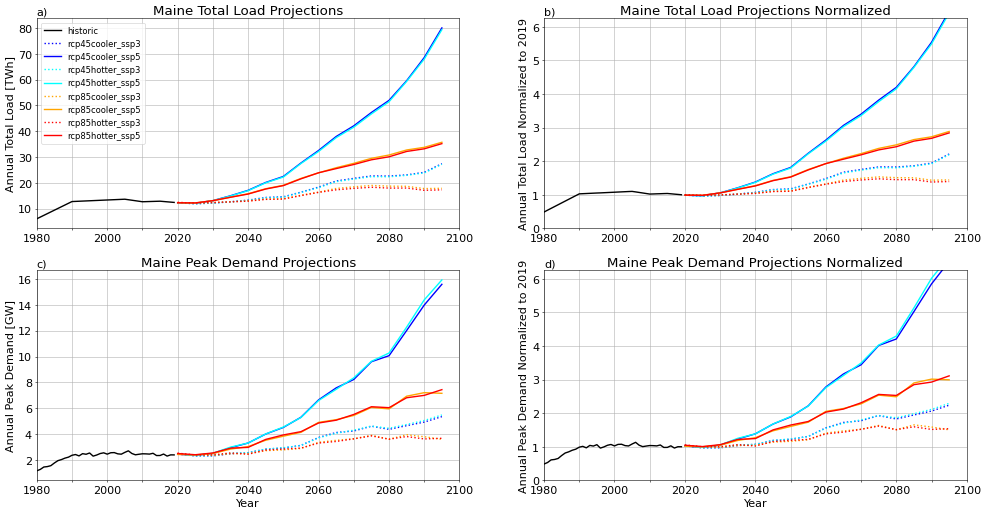 a)
Maine Total Load Projections
Annual Total Load [TWh]
80
70
60
50
40
30
20
10
historic
rcp45cooler_ssp3
rcp45cooler_ssp5
rcp45hotter_ssp3
rcp45hotter_ssp5
rcp85cooler_ssp3
rcp85cooler_ssp5
rcp85hotter_ssp3
rcp85hotter_ssp5
1980 2000 2020 2040 2060 2080 2100
b)
Maine Total Load Projections Normalized
Annual Total Load Normalized to 2019
6
5
4
3
2
1
0
1980 2000 2020 2040 2060 2080 2100
c)
Maine Peak Demand Projections
Annual Peak Demand [GW]
16
14
12
10
8
6
4
2
1980 2000 2020 2040 2060 2080 2100
Year
d)
Maine Peak Demand Projections Normalized
Annual Peak Demand Normalized to 2019
6
5
4
3
2
1
0
1980 2000 2020 2040 2060 2080 2100
Year